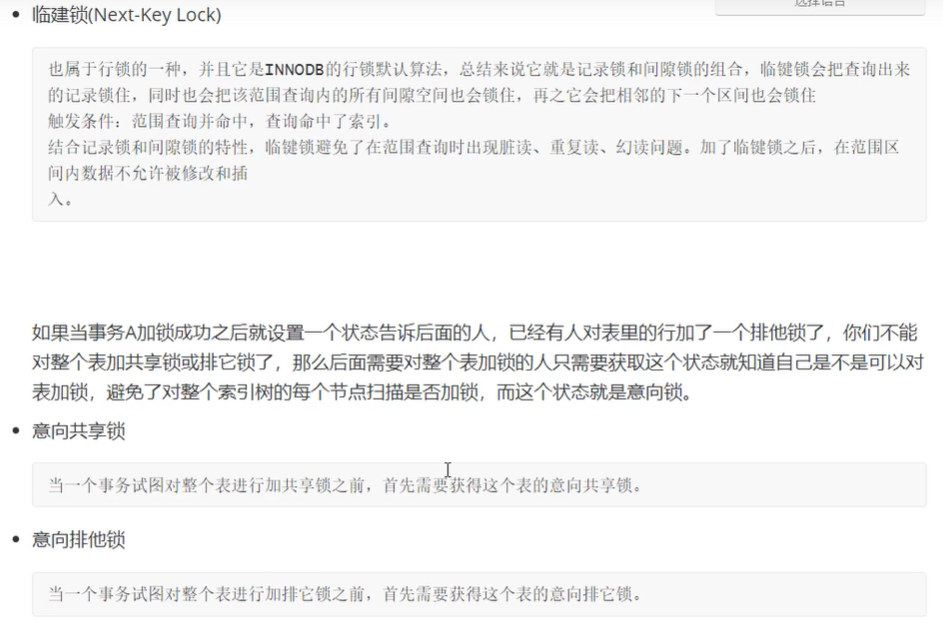 选择语言
临建锁(Next-Key Lock)
也属于行锁的一种，并且它是INNODB的行锁默认算法，总结来说它就是记录锁和间隙锁的组合，临键锁会把查询出来
的记录锁住，同时也会把该范围查询内的所有间隙空间也会锁住，再之它会把相邻的下一个区间也会锁住
触发条件：范围查询并命中，查询命中了索引。
结合记录锁和间隙锁的特性，临键锁避免了在范围查询时出现脏读、重复读、幻读问题。加了临键锁之后，在范围区
间内数据不允许被修改和插
入。
如果当事务A加锁成功之后就设置一个状态告诉后面的人，已经有人对表里的行加了一个排他锁了，你们不能
对整个表加共享锁或排它锁了，那么后面需要对整个表加锁的人只需要获取这个状态就知道自己是不是可以对
表加锁，避免了对整个索引树的每个节点扫描是否加锁，而这个状态就是意向锁。
意向共享锁
当一个事务试图对整个表进行加共享锁之前，首先需要获得这个表的意向共享锁。
意向排他锁
当一个事务试图对整个表进行加排它锁之前，首先需要获得这个表的意向排它锁。